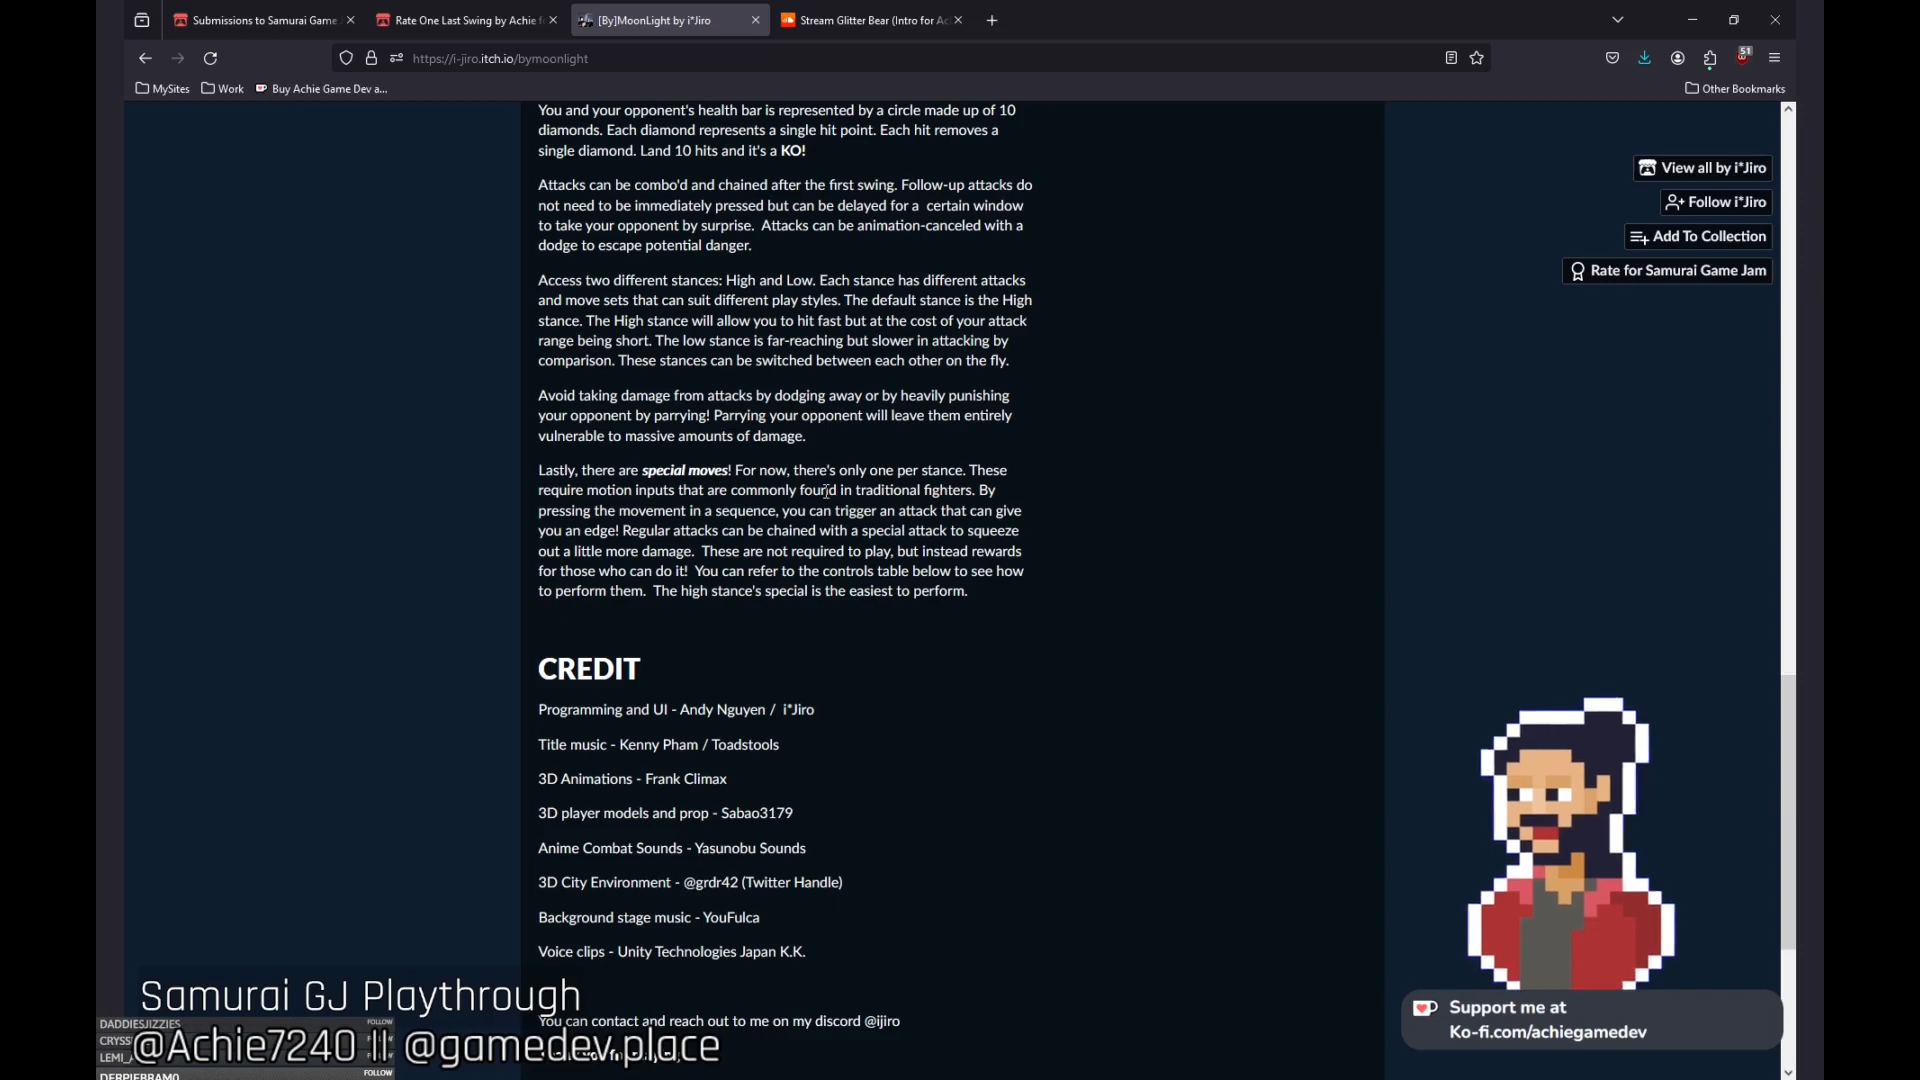 Submissions to Samurai Game J
Rate One Last Swing by Achie f
[By]MoonLight by i*Jiro
Stream Glitter Bear (Intro for Ac
https://i-jiro.itch.io/bymoonlight
51
MySites
Work
Buy Achie Game Dev a...
Other Bookmarks
You and your opponent's health bar is represented by a circle made up of 10
diamonds. Each diamond represents a single hit point. Each hit removes a
single diamond. Land 10 hits and it's a KO!
Attacks can be combo'd and chained after the first swing. Follow-up attacks do
not need to be immediately pressed but can be delayed for a certain window
to take your opponent by surprise. Attacks can be animation-canceled with a
dodge to escape potential danger.
Access two different stances: High and Low. Each stance has different attacks
and move sets that can suit different play styles. The default stance is the High
stance. The High stance will allow you to hit fast but at the cost of your attack
range being short. The low stance is far-reaching but slower in attacking by
comparison. These stances can be switched between each other on the fly.
Avoid taking damage from attacks by dodging away or by heavily punishing
your opponent by parrying! Parrying your opponent will leave them entirely
vulnerable to massive amounts of damage.
Lastly, there are special moves! For now, there's only one per stance. These
require motion inputs that are commonly found in traditional fighters. By
pressing the movement in a sequence, you can trigger an attack that can give
you an edge! Regular attacks can be chained with a special attack to squeeze
out a little more damage. These are not required to play, but instead rewards
for those who can do it! You can refer to the controls table below to see how
to perform them. The high stance's special is the easiest to perform.
CREDIT
Programming and UI - Andy Nguyen / i*Jiro
Title music - Kenny Pham / Toadstools
3D Animations - Frank Climax
3D player models and prop - Sabao3179
Anime Combat Sounds - Yasunobu Sounds
3D City Environment - @grdr42 (Twitter Handle)
Background stage music - YouFulca
Voice clips - Unity Technologies Japan K.K.
You can contact and reach out to me on my discord @ijiro
View all by i*Jiro
Follow i*Jiro
Add To Collection
Rate for Samurai Game Jam
Samurai GJ Playthrough
@Achie7240 || @gamedev.place
DADDIESJIZZIES FOLLOW
FOLLOW
FOLLOW
DERPIEBRAM0 FOLLOW
Support me at
Ko-fi.com/achiegamedev